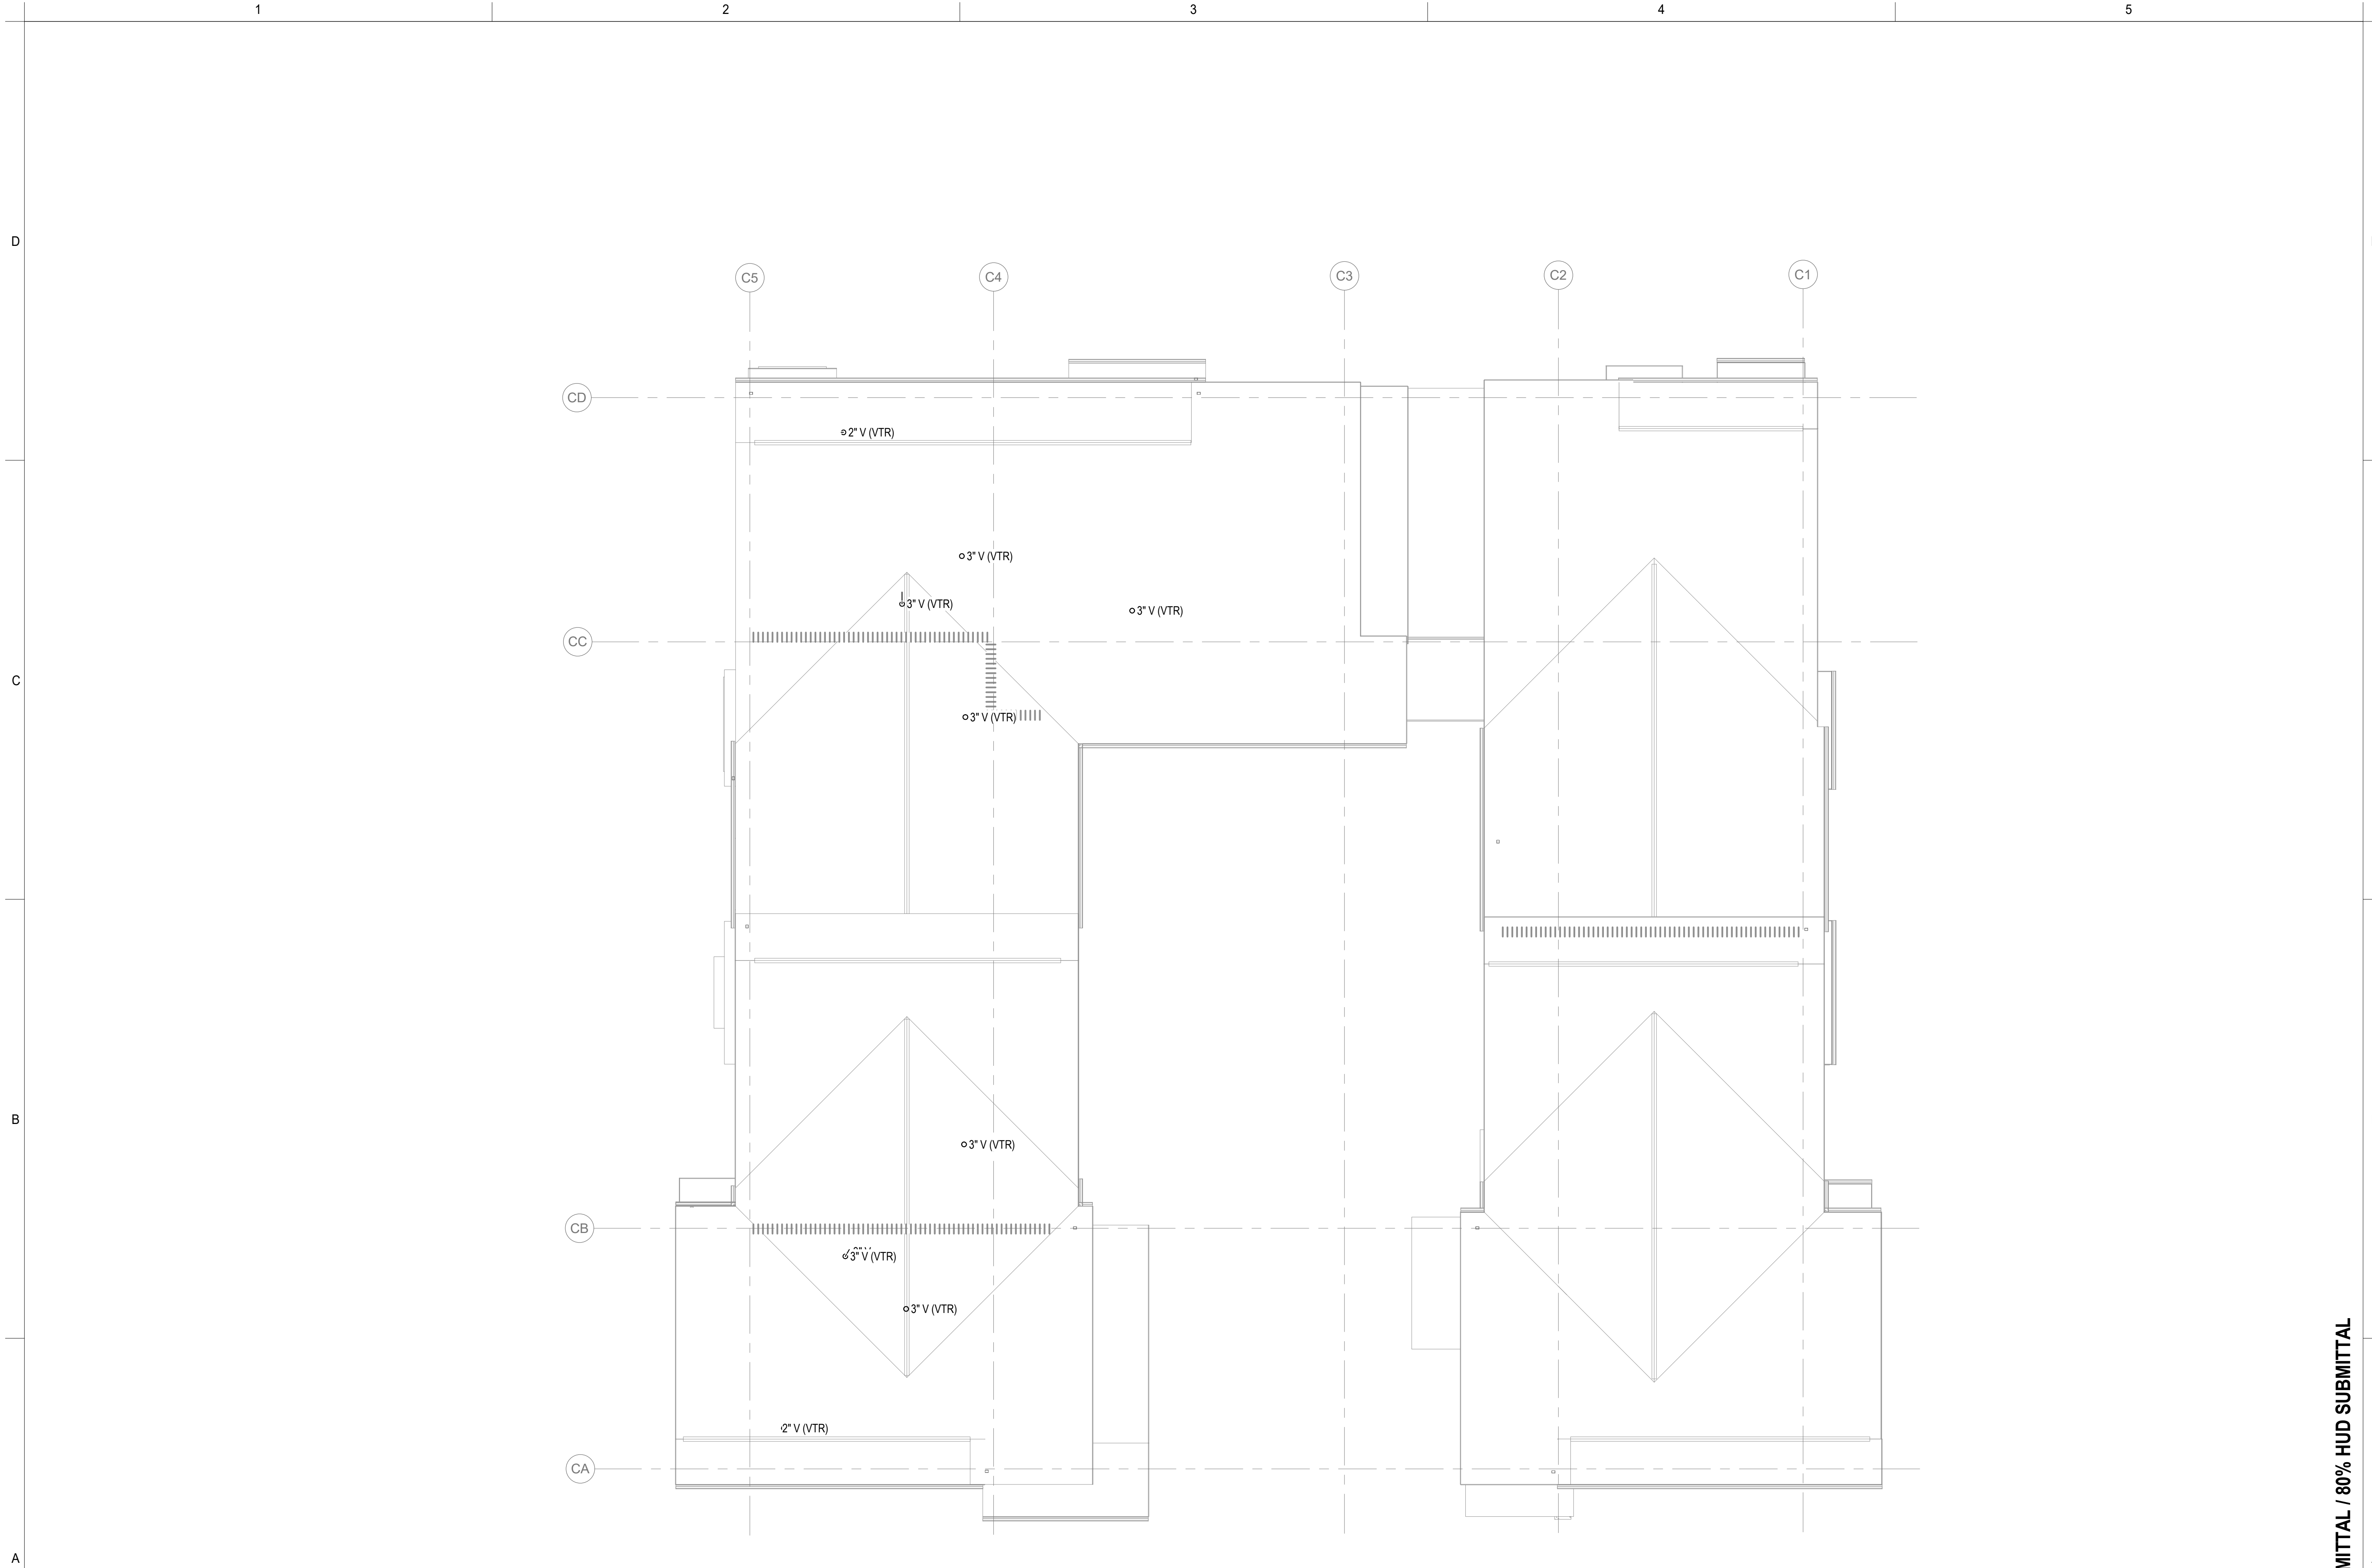 1
2
3
4
5
D
C5
C4
C3
C2
C1
CD
2" V (VTR)
3" V (VTR)
3" V (VTR)
3" V (VTR)
CC
C
3" V (VTR)
B
3" V (VTR)
CB
3" V (VTR)
3" V (VTR)
2" V (VTR)
CA
/ 80% HUD SUBMITTAL
A